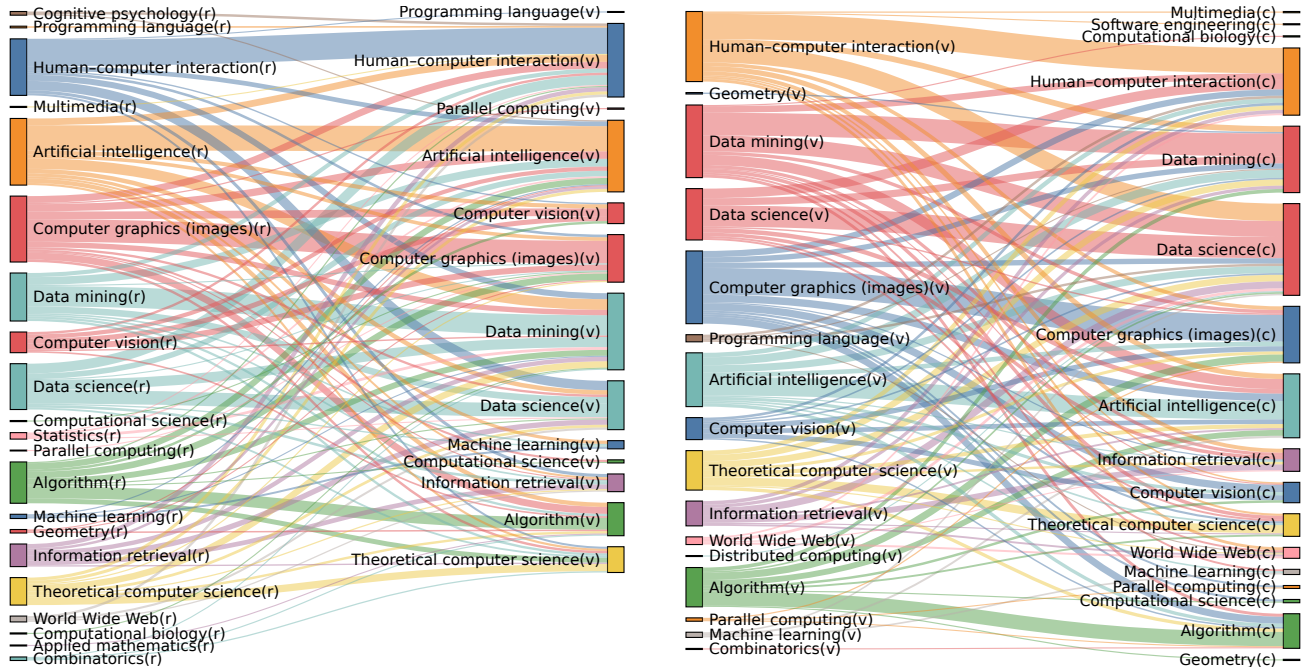 Cognitive psychology(r)
Programming language(r)
Human–computer interaction(r)
Multimedia(r)
Artificial intelligence(r)
Computer graphics (images)(r)
Data mining(r)
Computer vision(r)
Data science(r)
Computational science(r)
Statistics(r)
Parallel computing(r)
Algorithm(r)
Machine learning(r)
Geometry(r)
Information retrieval(r)
Theoretical computer science(r)
World Wide Web(r)
Computational biology(r)
Applied mathematics(r)
Combinatorics(r)
Programming language(v)
Human–computer interaction(v)
Parallel computing(v)
Artificial intelligence(v)
Computer vision(v)
Computer graphics (images)(v)
Data mining(v)
Data science(v)
Machine learning(v)
Computational science(v)
Information retrieval(v)
Algorithm(v)
Theoretical computer science(v)
Human–computer interaction(v)
Geometry(v)
Data mining(v)
Data science(v)
Computer graphics (images)(v)
Programming language(v)
Artificial intelligence(v)
Computer vision(v)
Theoretical computer science(v)
Information retrieval(v)
World Wide Web(v)
Distributed computing(v)
Algorithm(v)
Parallel computing(v)
Machine learning(v)
Combinatorics(v)
Multimedia(c)
Software engineering(c)
Computational biology(c)
Human–computer interaction(c)
Data mining(c)
Data science(c)
Computer graphics (images)(c)
Artificial intelligence(c)
Information retrieval(c)
Computer vision(c)
Theoretical computer science(c)
World Wide Web(c)
Machine learning(c)
Parallel computing(c)
Computational science(c)
Algorithm(c)
Geometry(c)